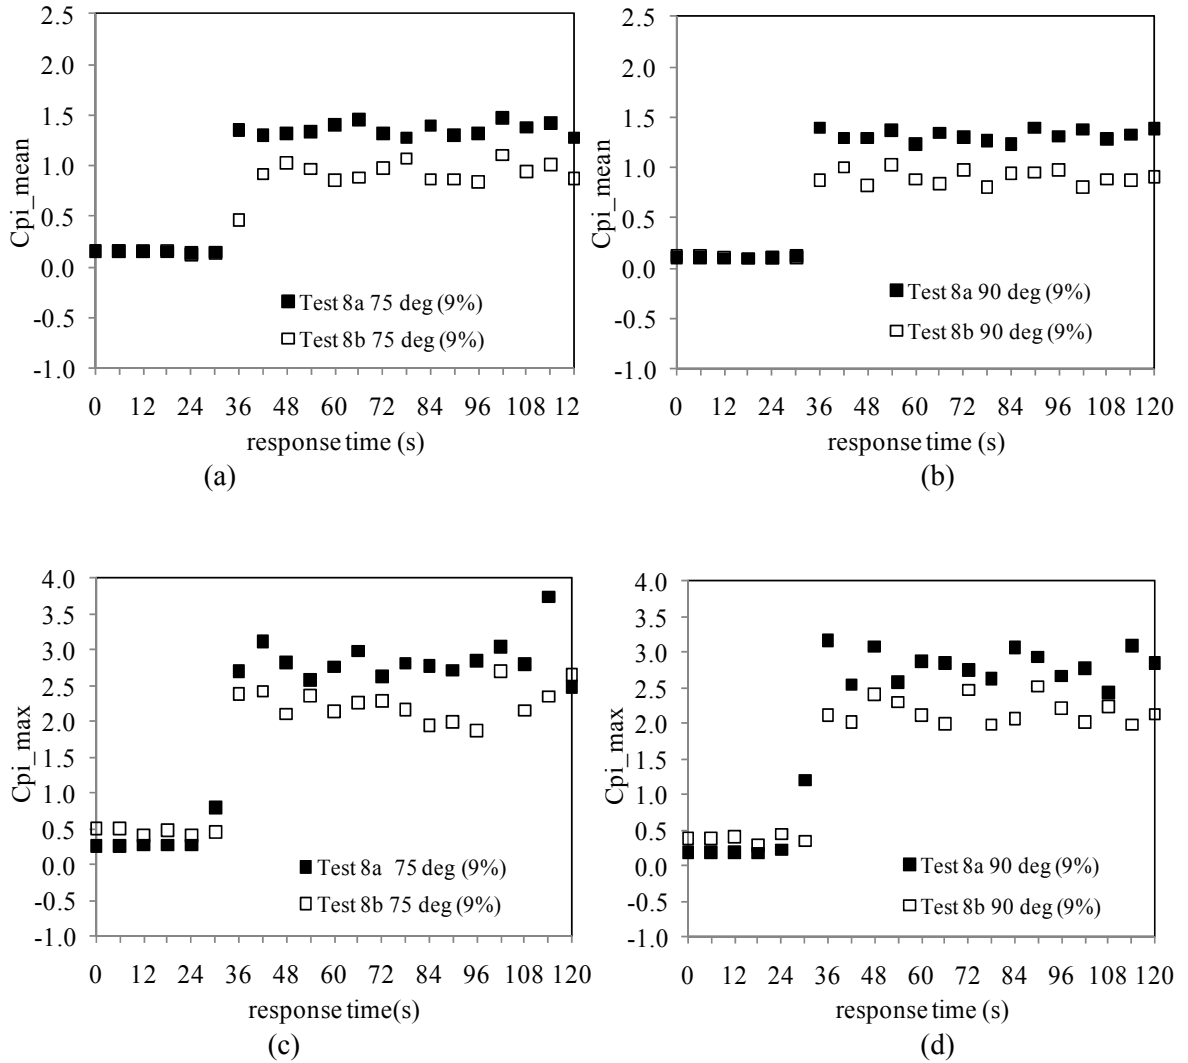 2.5
2.0
1.5
1.0
0.5
0.0
-0.5
-1.0
Cpi_mean
Test 8a 75 deg (9%)
Test 8b 75 deg (9%)
0 12 24 36 48 60 72 84 96 108 12
response time (s)
(a)
2.5
2.0
1.5
1.0
0.5
0.0
-0.5
-1.0
Cpi_mean
Test 8a 90 deg (9%)
Test 8b 90 deg (9%)
0 12 24 36 48 60 72 84 96 108 120
response time (s)
(b)
4.0
3.5
3.0
2.5
2.0
1.5
1.0
0.5
0.0
-0.5
-1.0
Cpi_max
Test 8a 75 deg (9%)
Test 8b 75 deg (9%)
0 12 24 36 48 60 72 84 96 108 120
response time(s)
(c)
4.0
3.5
3.0
2.5
2.0
1.5
1.0
0.5
0.0
-0.5
-1.0
Cpi_max
Test 8a 90 deg (9%)
Test 8b 90 deg (9%)
0 12 24 36 48 60 72 84 96 108 120
response time (s)
(d)